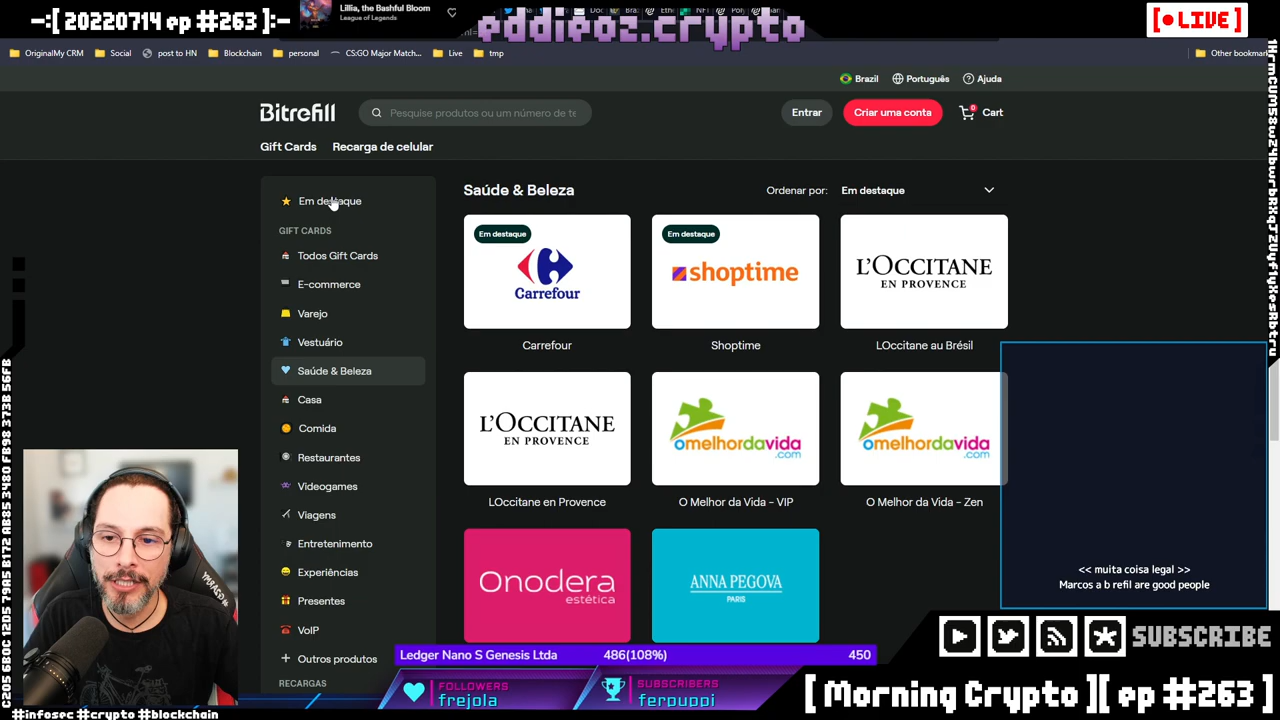 -:[ 20220714 ep #263 ]:-
Lillia, the Bashful Bloom
League of Legends
eddieoz.crypto
[ LIVE ]
OriginalMy CRM
Social
post to HN
Blockchain
personal
CS:GO Major Match...
Live
tmp
Other bookmar
Brazil
Português
Ajuda
Bitrefill
Pesquise produtos ou um número de te
Entrar
Criar uma conta
0
Cart
Gift Cards
Recarga de celular
Em destaque
GIFT CARDS
Todos Gift Cards
E-commerce
Varejo
Vestuário
Saúde & Beleza
Casa
Comida
Restaurantes
Videogames
Viagens
Entretenimento
Experiências
Presentes
VoIP
Outros produtos
RECARGAS
Saúde & Beleza
Ordenar por:
Em destaque
Em destaque
Carrefour
Carrefour
Em destaque
shoptime
Shoptime
L'OCCITANE
EN PROVENCE
LOccitane au Brésil
L'OCCITANE
EN PROVENCE
LOccitane en Provence
omelhordavida
.com
O Melhor da Vida - VIP
omelhordavida
.com
O Melhor da Vida - Zen
Onodera
estética
ANNA PEGOVA
PARIS
<< muita coisa legal >>
Marcos a b refil are good people
SUBSCRIBE
Ledger Nano S Genesis Ltda
486(108%)
450
FOLLOWERS
frejola
SUBSCRIBERS
ferpuppi
[ Morning Crypto ][ ep #263 ]
#infosec #crypto #blockchain